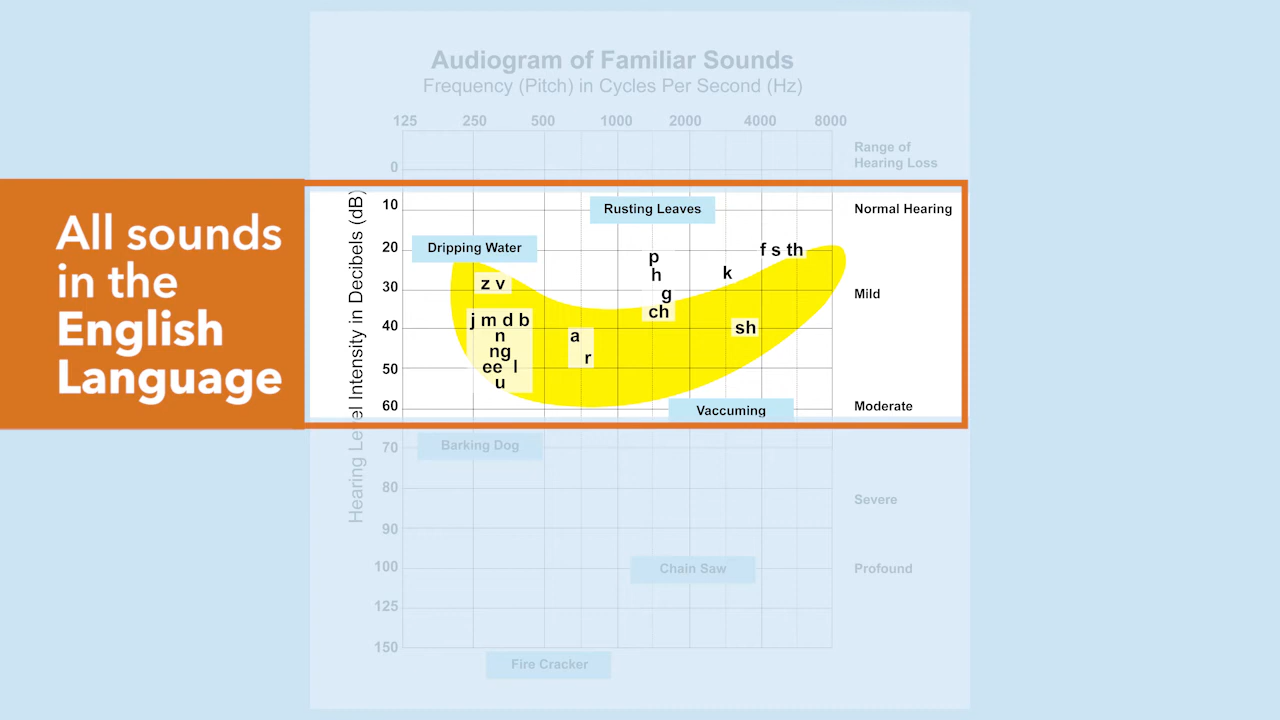 Audiogram of Familiar Sounds
Frequency (Pitch) in Cycles Per Second (Hz)
125 250 500 1000 2000 4000 8000
Range of
Hearing Loss
0
Hearing Level Intensity in Decibels (dB)
All sounds
in the
English
Language
10
Rusting Leaves
Normal Hearing
20
Dripping Water
f s th
p
h
k
30
z v
g
Mild
ch
40
j m d b
sh
n
a
ng
r
50
ee l
u
60
Vaccuming
Moderate
70
Barking Dog
80
Severe
90
100
Chain Saw
Profound
125
150
Fire Cracker